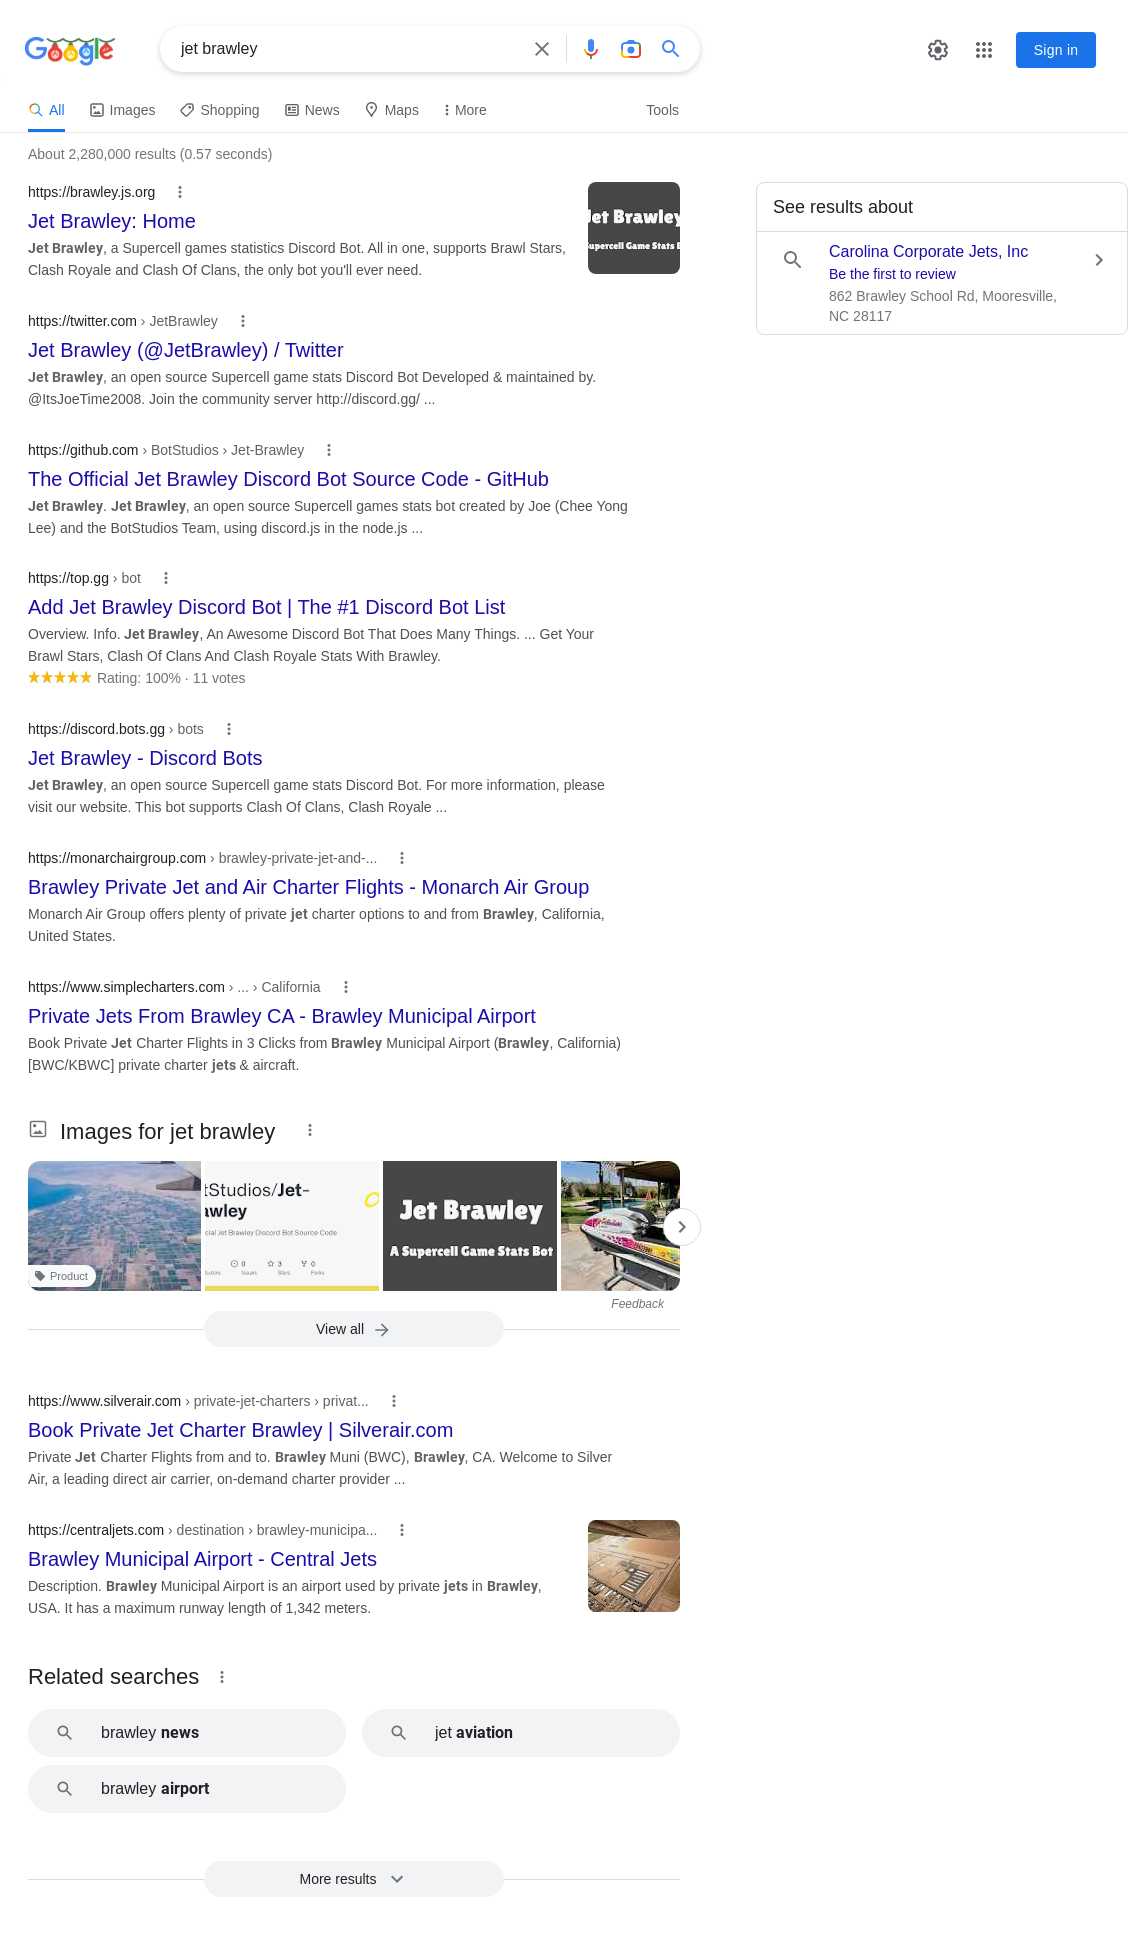 Google
jet brawley
Sign in
All
Images
Shopping
News
Maps
More
Tools
About 2,280,000 results (0.57 seconds)
https://brawley.js.org
Jet Brawley: Home
Jet Brawley, a Supercell games statistics Discord Bot. All in one, supports Brawl Stars,
Clash Royale and Clash Of Clans, the only bot you'll ever need.
Jet Brawley
Supercell Game Stats B
See results about
Carolina Corporate Jets, Inc
Be the first to review
862 Brawley School Rd, Mooresville,
NC 28117
https://twitter.com › JetBrawley
Jet Brawley (@JetBrawley) / Twitter
Jet Brawley, an open source Supercell game stats Discord Bot Developed & maintained by.
@ItsJoeTime2008. Join the community server http://discord.gg/ ...
https://github.com › BotStudios › Jet-Brawley
The Official Jet Brawley Discord Bot Source Code - GitHub
Jet Brawley. Jet Brawley, an open source Supercell games stats bot created by Joe (Chee Yong
Lee) and the BotStudios Team, using discord.js in the node.js ...
https://top.gg › bot
Add Jet Brawley Discord Bot | The #1 Discord Bot List
Overview. Info. Jet Brawley, An Awesome Discord Bot That Does Many Things. ... Get Your
Brawl Stars, Clash Of Clans And Clash Royale Stats With Brawley.
Rating: 100% · 11 votes
https://discord.bots.gg › bots
Jet Brawley - Discord Bots
Jet Brawley, an open source Supercell game stats Discord Bot. For more information, please
visit our website. This bot supports Clash Of Clans, Clash Royale ...
https://monarchairgroup.com › brawley-private-jet-and-...
Brawley Private Jet and Air Charter Flights - Monarch Air Group
Monarch Air Group offers plenty of private jet charter options to and from Brawley, California,
United States.
https://www.simplecharters.com › ... › California
Private Jets From Brawley CA - Brawley Municipal Airport
Book Private Jet Charter Flights in 3 Clicks from Brawley Municipal Airport (Brawley, California)
[BWC/KBWC] private charter jets & aircraft.
Images for jet brawley
Product
tStudios/Jet-
awley
cial Jet Brawley Discord Bot Source Code
0
3
0
butors
Issues
Stars
Forks
Jet Brawley
A Supercell Game Stats Bot
Feedback
View all
https://www.silverair.com › private-jet-charters › privat...
Book Private Jet Charter Brawley | Silverair.com
Private Jet Charter Flights from and to. Brawley Muni (BWC), Brawley, CA. Welcome to Silver
Air, a leading direct air carrier, on-demand charter provider ...
https://centraljets.com › destination › brawley-municipa...
Brawley Municipal Airport - Central Jets
Description. Brawley Municipal Airport is an airport used by private jets in Brawley,
USA. It has a maximum runway length of 1,342 meters.
Related searches
brawley news
jet aviation
brawley airport
More results